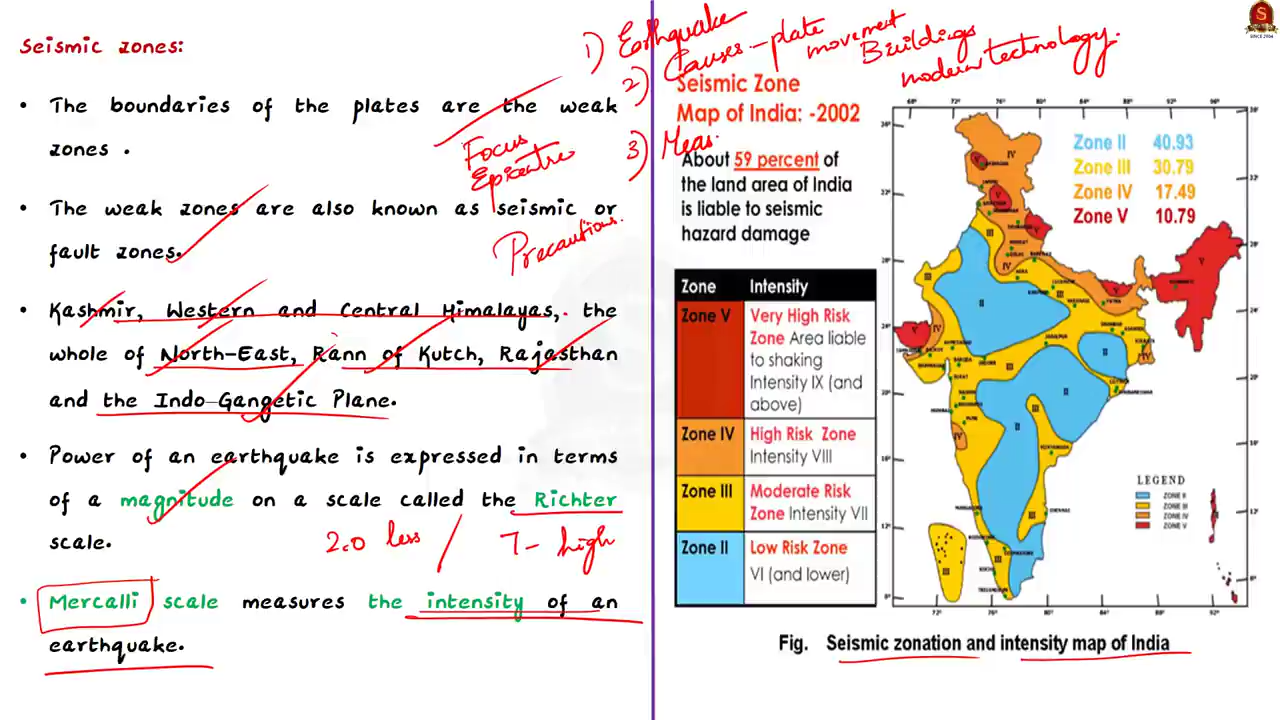 Seismic zones:
• The boundaries of the plates are the weak
zones .
• The weak zones are also known as seismic or
fault zones.
• Kashmir, Western and Central Himalayas, the
whole of North-East, Rann of Kutch, Rajasthan
and the Indo-Gangetic Plane.
• Power of an earthquake is expressed in terms
of a magnitude on a scale called the Richter
scale.
2.0 less / 7- high
• Mercalli scale measures the intensity of an
earthquake.
Focus
Epicentre
Precautions.
1) Earthquake
2) Causes - plate movement
Buildings
modern technology.
3) Meas.
Seismic Zone
Map of India: -2002
About 59 percent of
the land area of India
is liable to seismic
hazard damage
Zone Intensity
Zone V Very High Risk
Zone Area liable
to shaking
Intensity IX (and
above)
Zone IV High Risk Zone
Intensity VIII
Zone III Moderate Risk
Zone Intensity VII
Zone II Low Risk Zone
VI (and lower)
Zone II 40.93
Zone III 30.79
Zone IV 17.49
Zone V 10.79
LEGEND
ZONE II
ZONE III
ZONE IV
ZONE V
Fig. Seismic zonation and intensity map of India
S
SINCE 2004